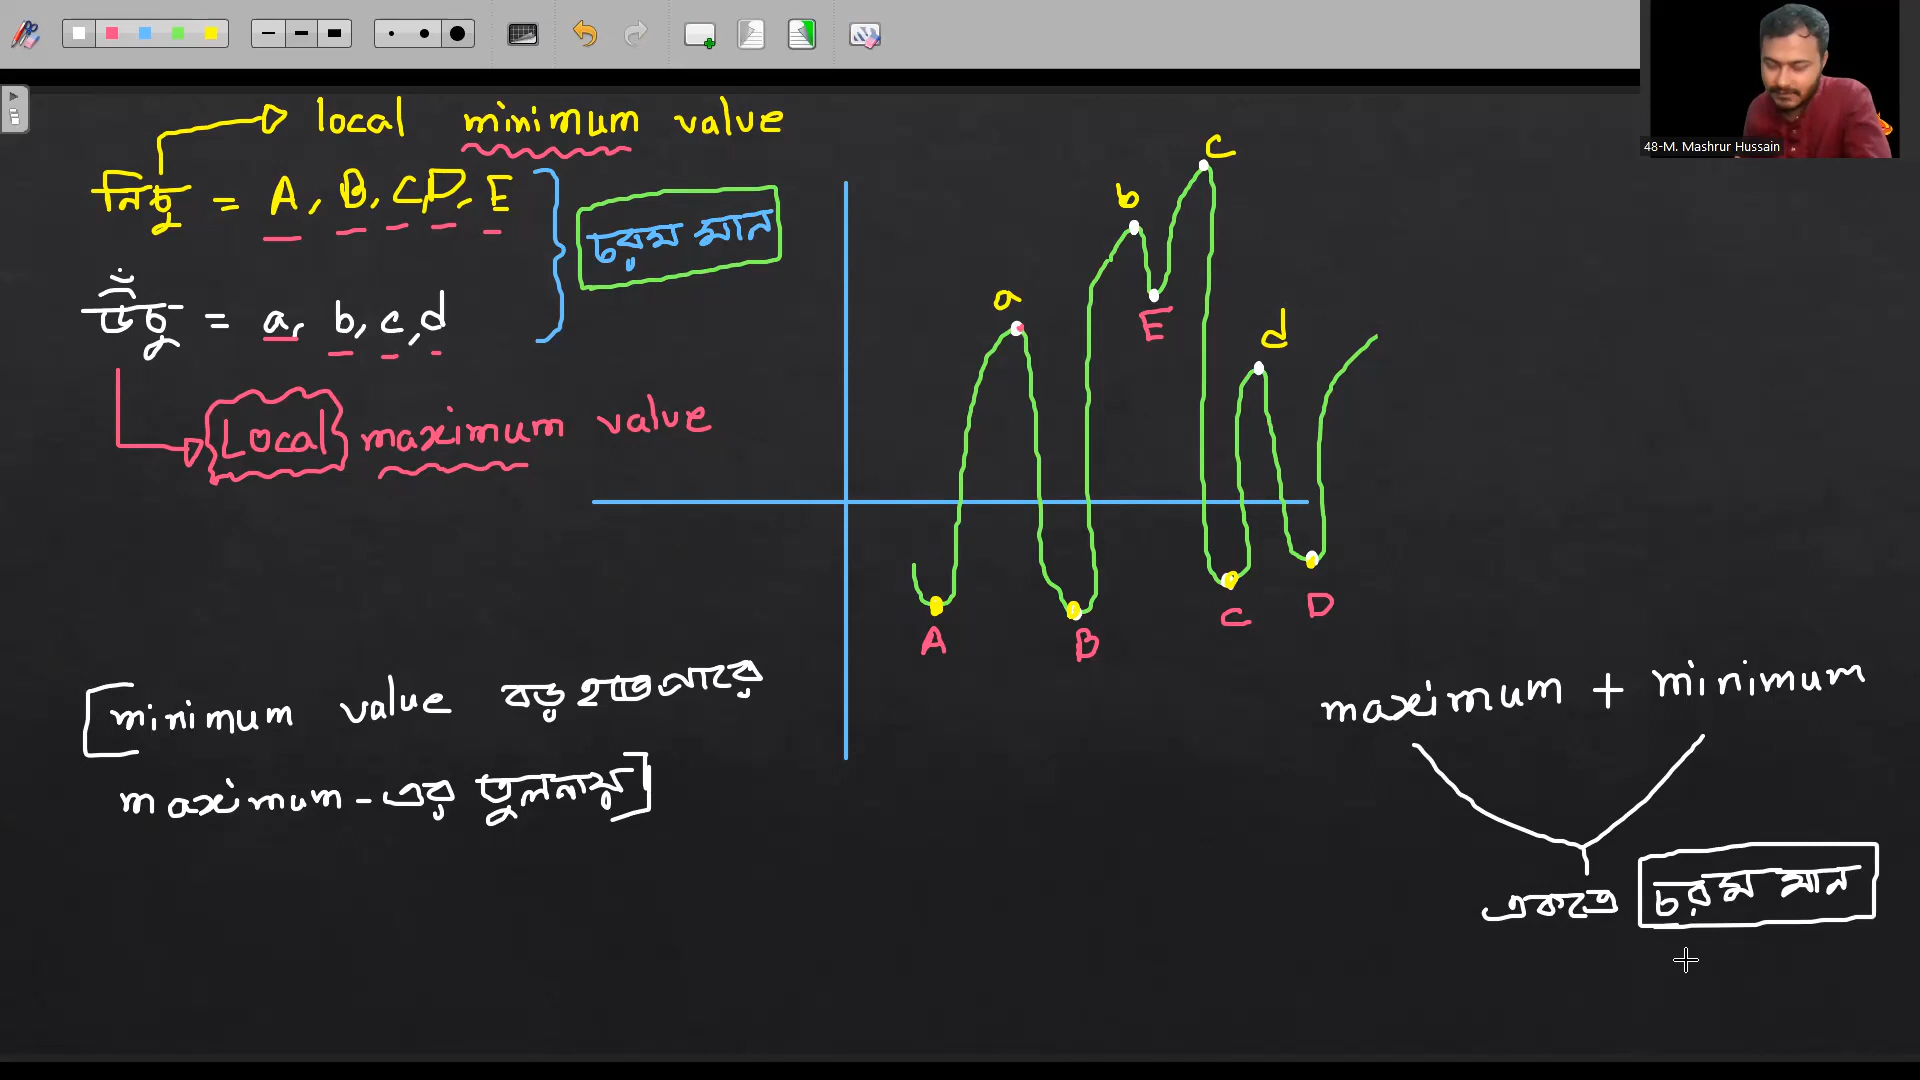 48-M. Mashrur Hussain
local minimum value
নিচু = A, B, C, D, E
চরম মান
উঁচু = a, b, c, d
Local maximum value
a
b
c
E
d
A
B
C
D
minimum value বড় হতে পারে
maximum - এর তুলনায়
maximum + minimum
একত্রে চরম মান